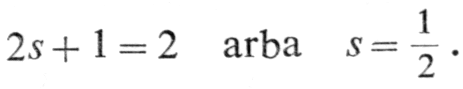 2s + 1 = 2 arba s = 1/2 .